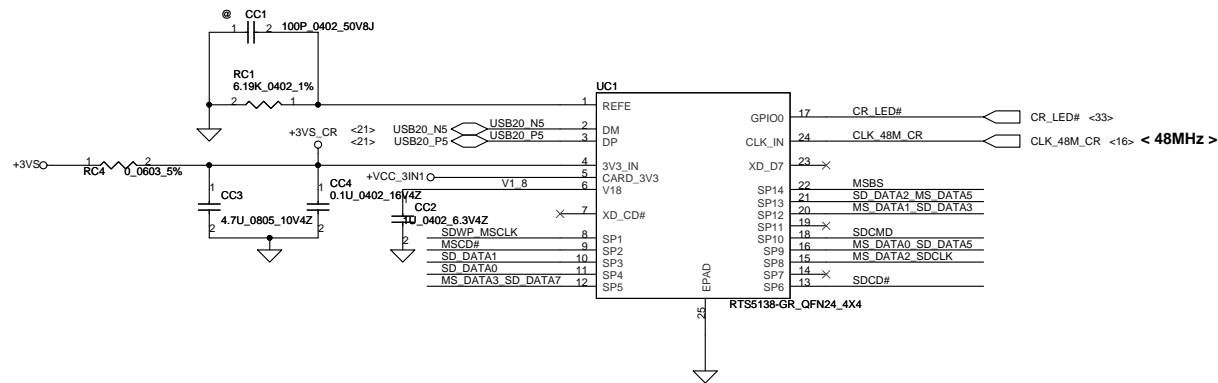 @ CC1
1 2 100P_0402_50V8J
RC1
6.19K_0402_1%
2 1
UC1
1 REFE
2 DM
3 DP
4 3V3_IN
5 CARD_3V3
6 V18
7 XD_CD#
8 SP1
9 SP2
10 SP3
11 SP4
12 SP5
GPIO0 17 CR_LED# CR_LED# <33>
CLK_IN 24 CLK_48M_CR CLK_48M_CR <16> < 48MHz >
XD_D7 23
SP14 22 MSBS
SP13 21 SD_DATA2_MS_DATA5
SP12 20 MS_DATA1_SD_DATA3
SP11 19
SP10 18 SDCMD
SP9 16 MS_DATA0_SD_DATA5
SP8 15 MS_DATA2_SDCLK
SP7 14
SP6 13 SDCD#
EPAD
25
RTS5138-GR_QFN24_4X4
<21> USB20_N5 USB20_N5
<21> USB20_P5 USB20_P5
+3VS_CR
+3VS 1 2
RC4 0_0603_5%
+VCC_3IN1
V1_8
1 CC3
4.7U_0805_10V4Z
2
1 CC4
0.1U_0402_16V4Z
2
CC2
1U_0402_6.3V4Z
2
SDWP_MSCLK
MSCD#
SD_DATA1
SD_DATA0
MS_DATA3_SD_DATA7